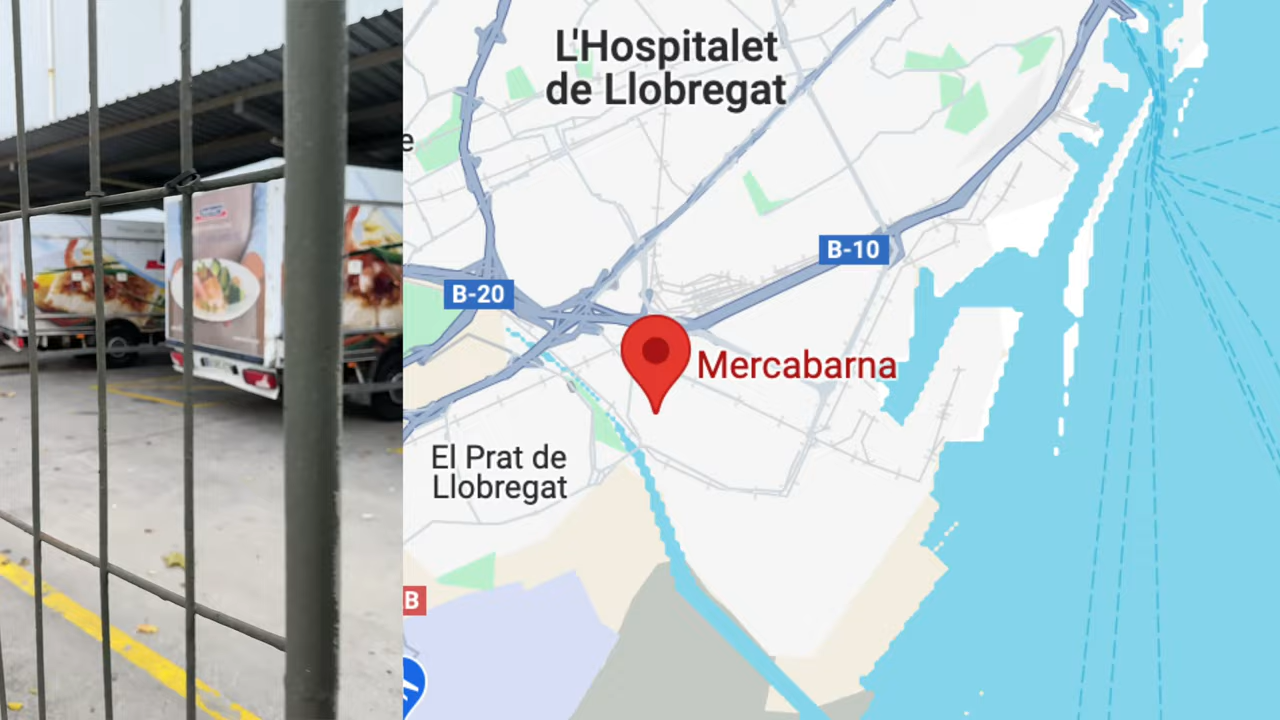 L'Hospitalet
de Llobregat
e
B-10
B-20
Mercabarna
El Prat de
Llobregat
B